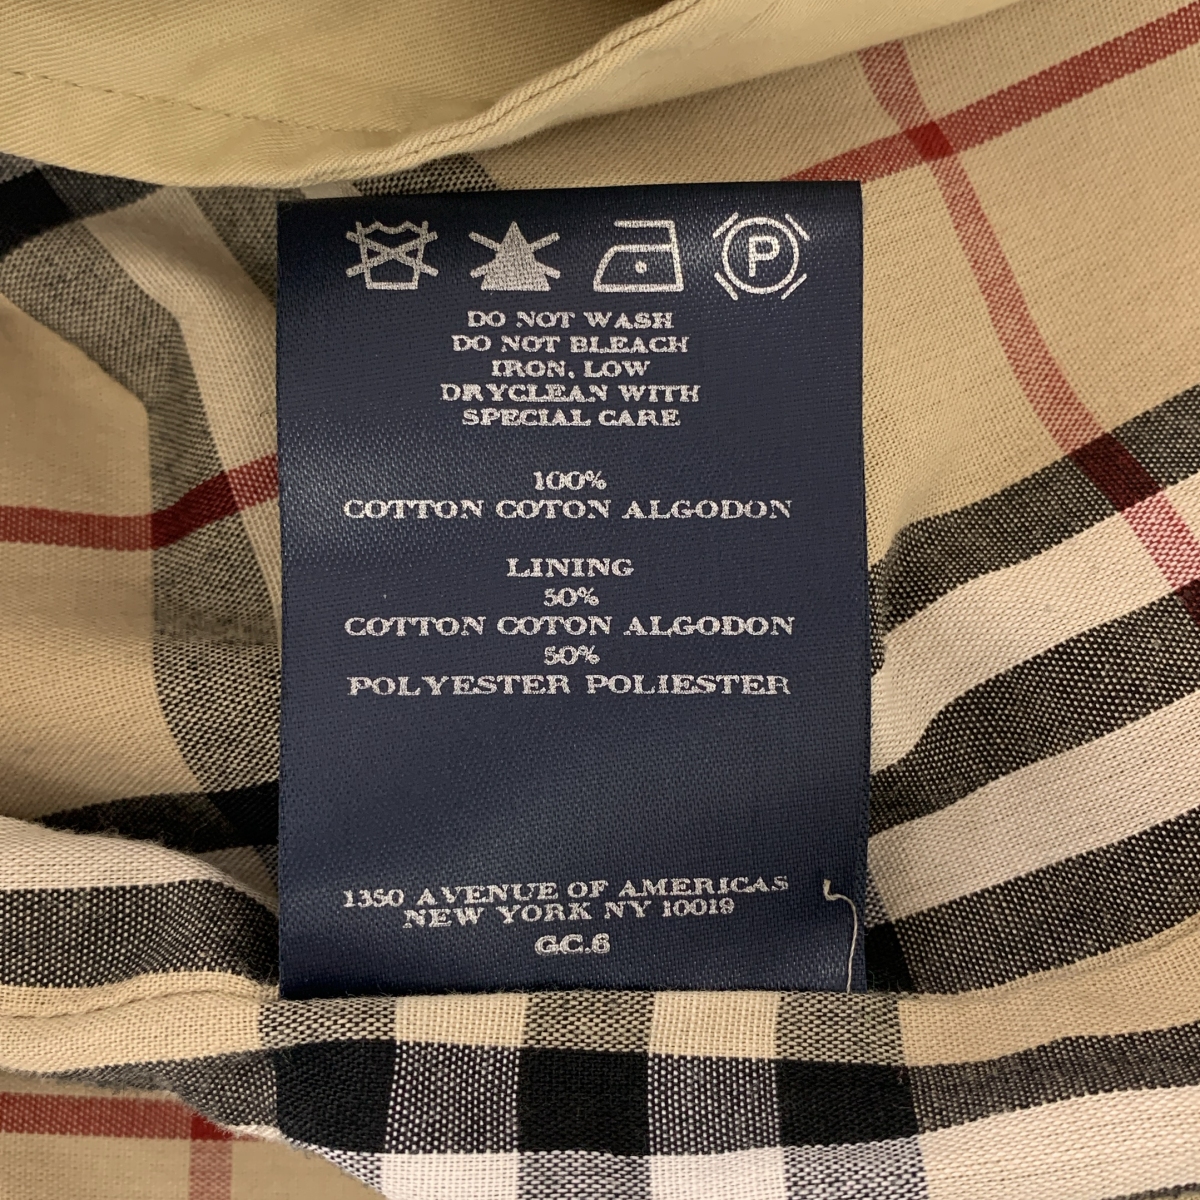 P
DO NOT WASH
DO NOT BLEACH
IRON, LOW
DRYCLEAN WITH
SPECIAL CARE
100%
COTTON COTON ALGODON
LINING
50%
COTTON COTON ALGODON
50%
POLYESTER POLIESTER
1350 AVENUE OF AMERICAS
NEW YORK NY 10019
GC.6